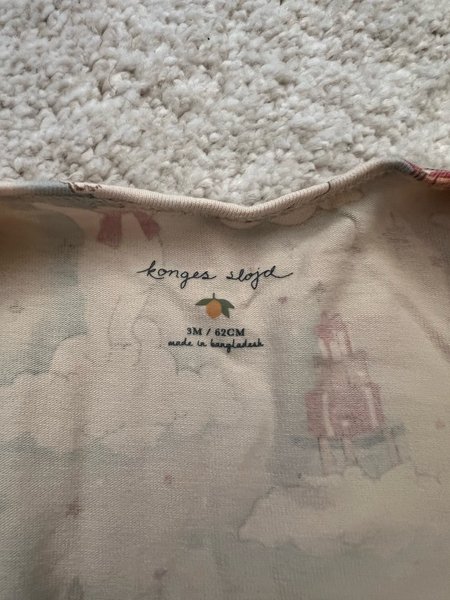 konges sløjd
3M / 62CM
made in bangladesh